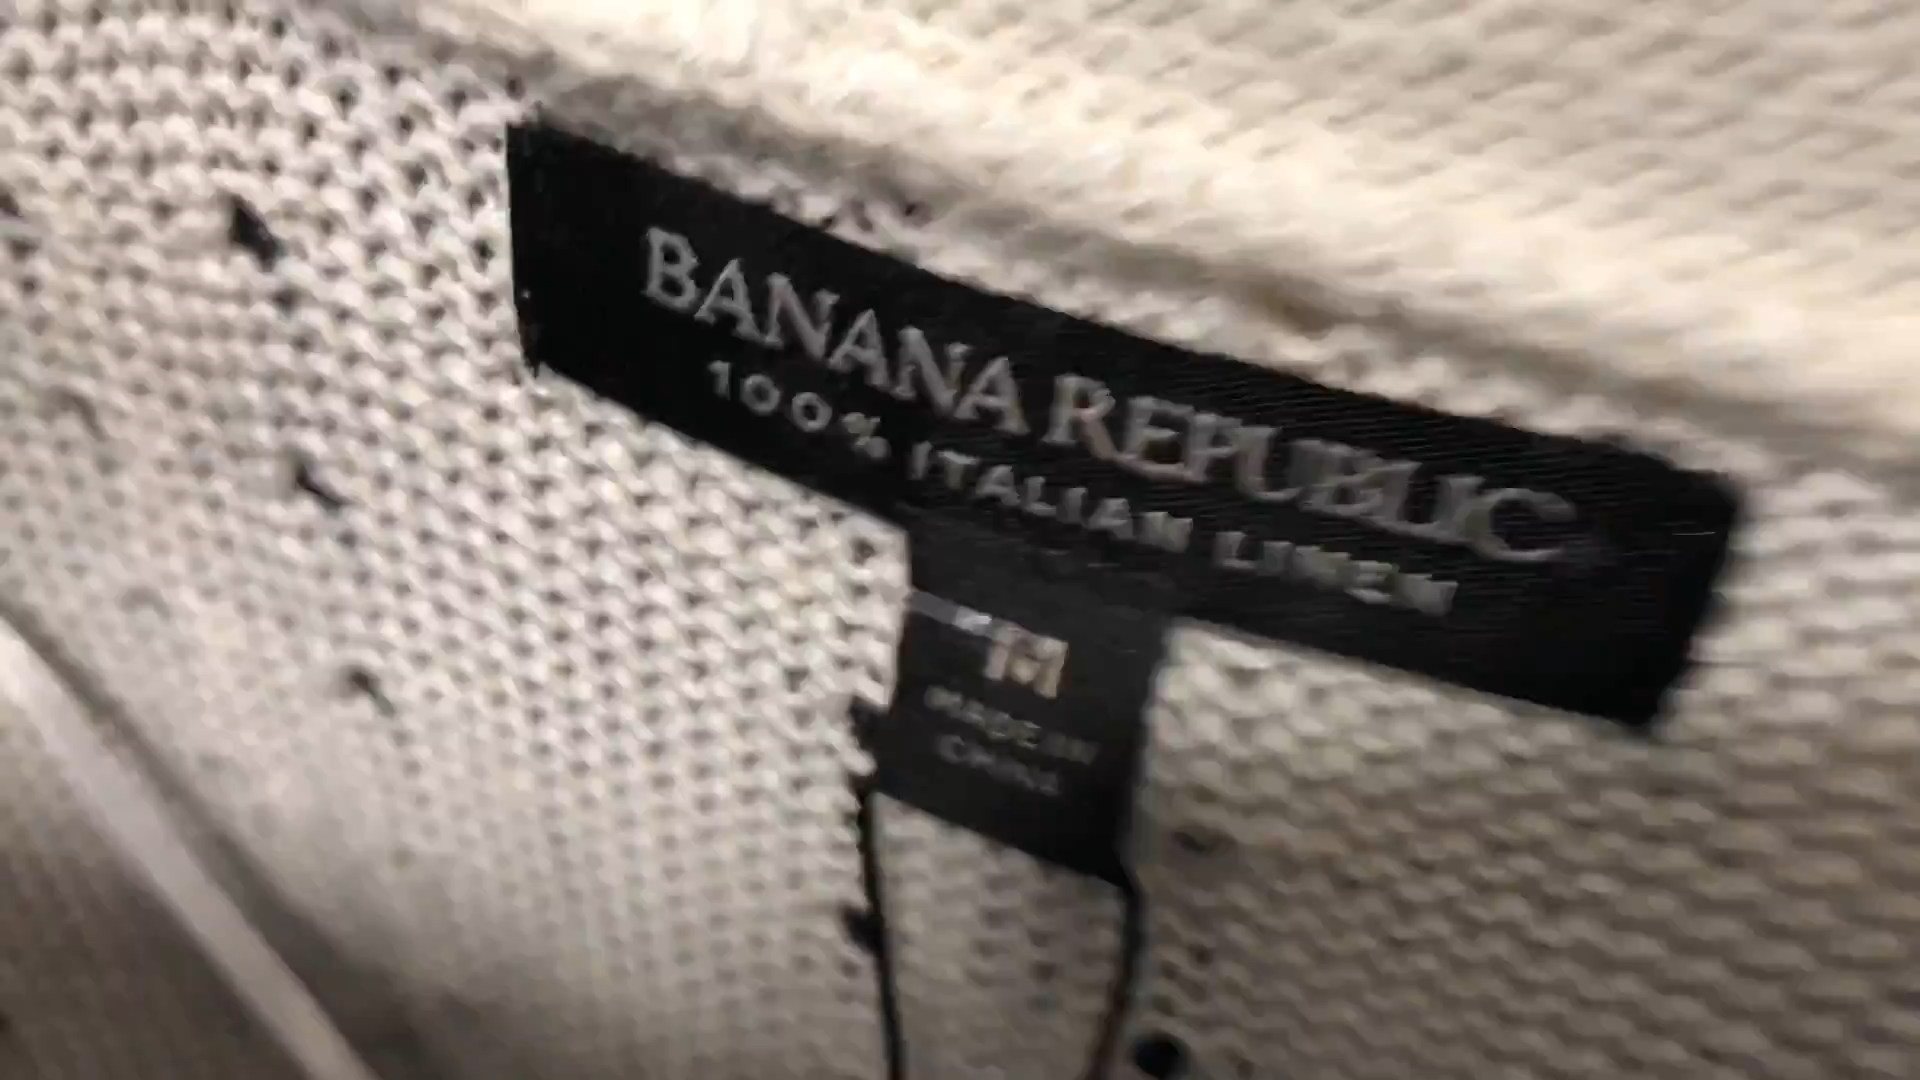 BANANA REPUBLIC
100% ITALIAN LINEN
M
MADE IN
CHINA